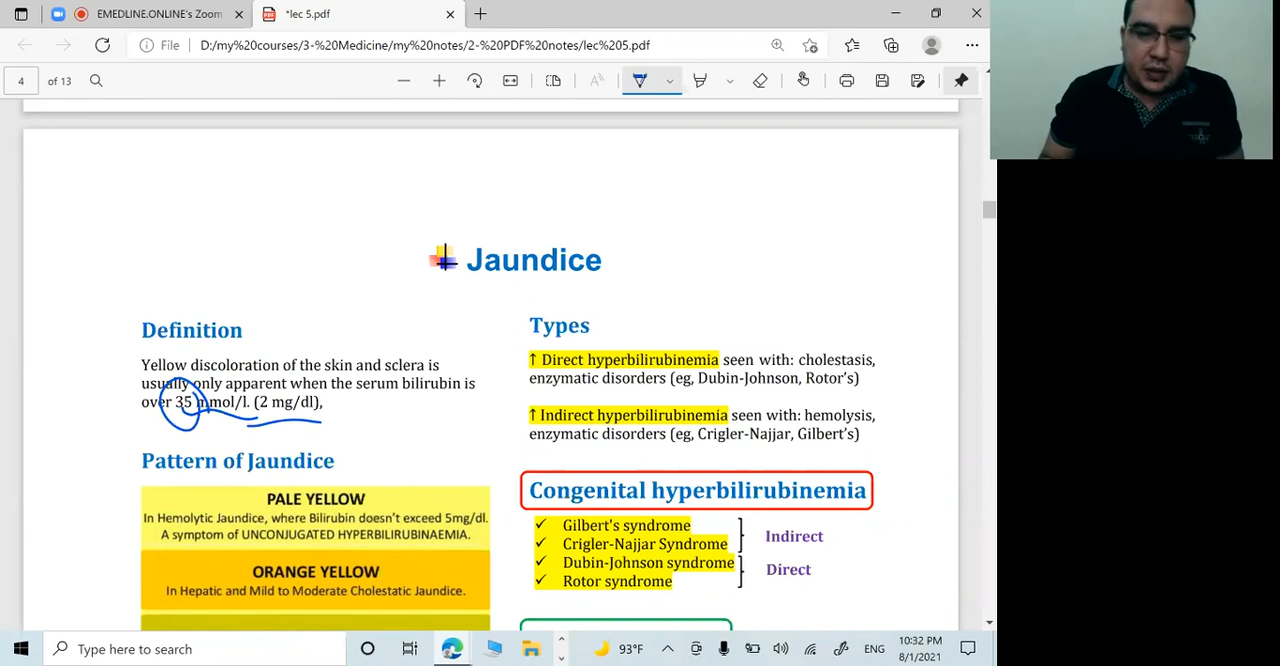 EMEDLINE.ONLINE's Zoom
*lec 5.pdf
File
D:/my%20courses/3-%20Medicine/my%20notes/2-%20PDF%20notes/lec%205.pdf
4 of 13
Jaundice
Definition
Yellow discoloration of the skin and sclera is
usually only apparent when the serum bilirubin is
over 35 mmol/l. (2 mg/dl),
Pattern of Jaundice
PALE YELLOW
In Hemolytic Jaundice, where Bilirubin doesn't exceed 5mg/dl.
A symptom of UNCONJUGATED HYPERBILIRUBINAEMIA.
ORANGE YELLOW
In Hepatic and Mild to Moderate Cholestatic Jaundice.
Types
↑ Direct hyperbilirubinemia seen with: cholestasis,
enzymatic disorders (eg, Dubin-Johnson, Rotor's)
↑ Indirect hyperbilirubinemia seen with: hemolysis,
enzymatic disorders (eg, Crigler-Najjar, Gilbert's)
Congenital hyperbilirubinemia
✓ Gilbert's syndrome
✓ Crigler-Najjar Syndrome
Indirect
✓ Dubin-Johnson syndrome
✓ Rotor syndrome
Direct
Type here to search
93°F
ENG
10:32 PM
8/1/2021